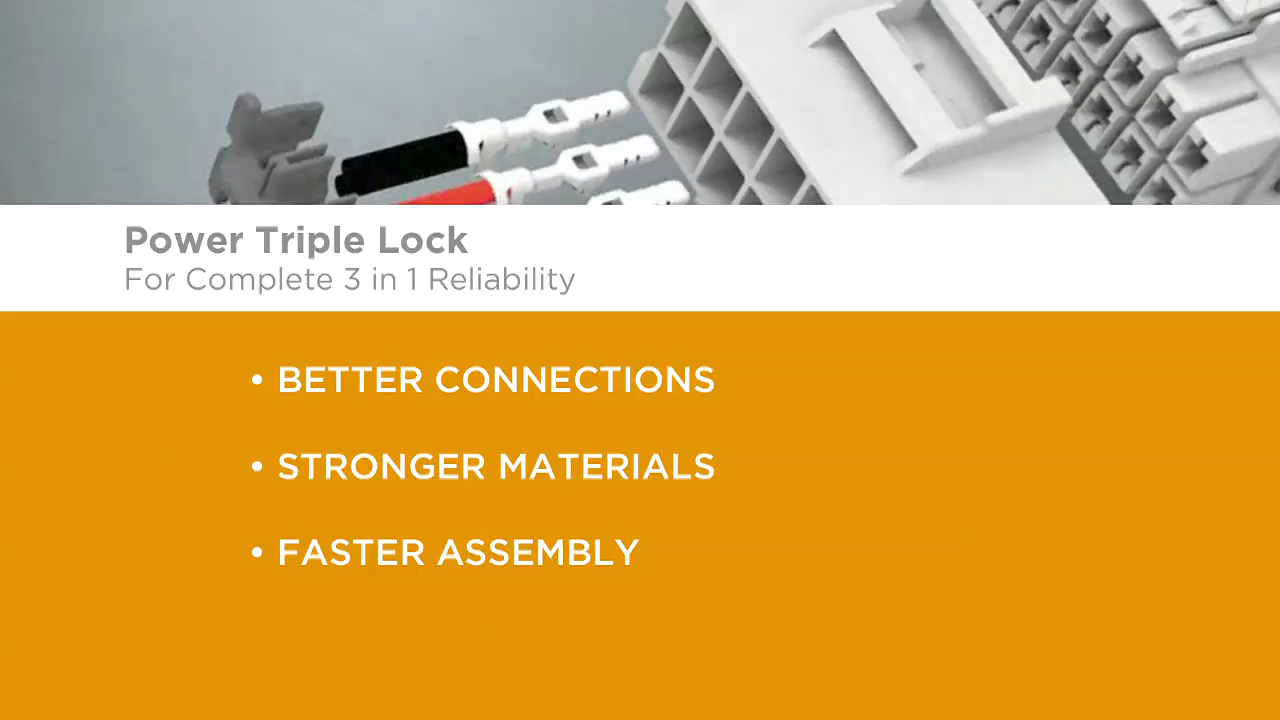 Power Triple Lock
For Complete 3 in 1 Reliability
• BETTER CONNECTIONS
• STRONGER MATERIALS
• FASTER ASSEMBLY